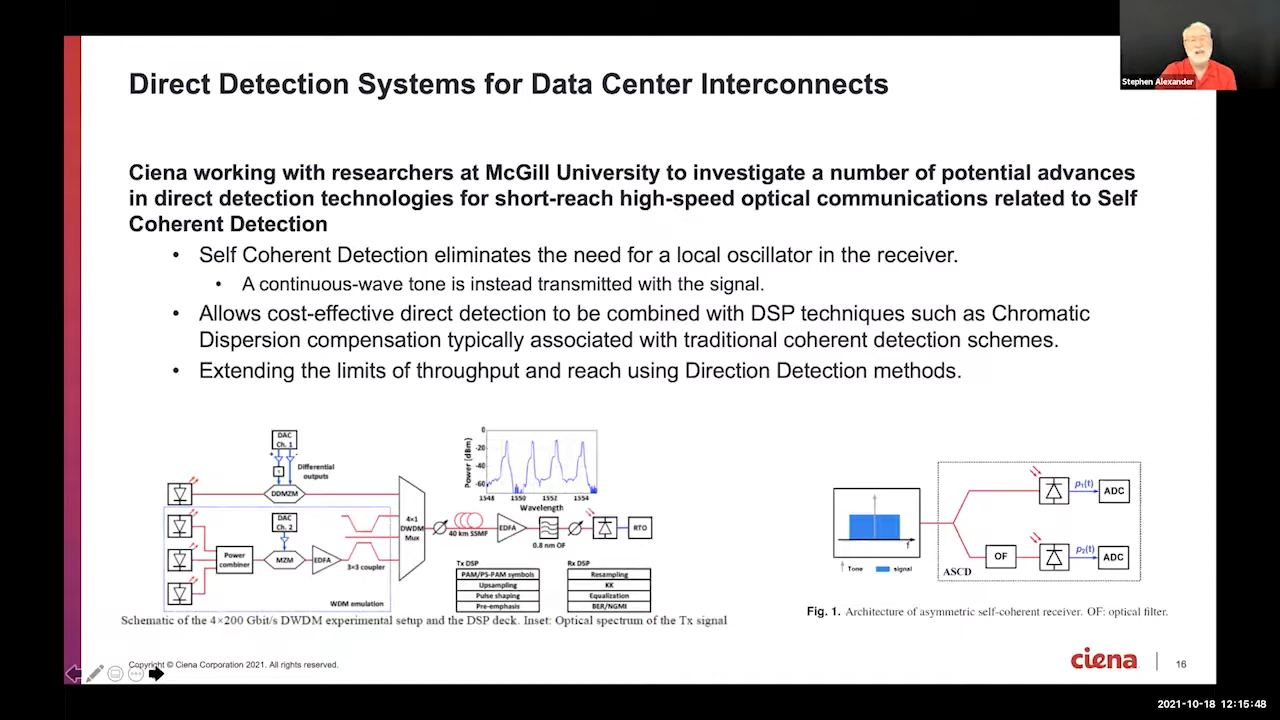 Stephen Alexander
Direct Detection Systems for Data Center Interconnects
Ciena working with researchers at McGill University to investigate a number of potential advances
in direct detection technologies for short-reach high-speed optical communications related to Self
Coherent Detection
• Self Coherent Detection eliminates the need for a local oscillator in the receiver.
• A continuous-wave tone is instead transmitted with the signal.
• Allows cost-effective direct detection to be combined with DSP techniques such as Chromatic
Dispersion compensation typically associated with traditional coherent detection schemes.
• Extending the limits of throughput and reach using Direction Detection methods.
DAC
Ch. 1
+ -
Differential
outputs
DDMZM
DAC
Ch. 2
Power
combiner
MZM
EDFA
3×3 coupler
WDM emulation
4×1
DWDM
Mux
40 km SSMF
EDFA
0.8 nm OF
RTO
Power (dBm)
0
-20
-40
-60
1548 1550 1552 1554
Wavelength
Tx DSP
PAM/PS-PAM symbols
Upsampling
Pulse shaping
Pre-emphasis
Rx DSP
Resampling
KK
Equalization
BER/NGMI
Schematic of the 4×200 Gbit/s DWDM experimental setup and the DSP deck. Inset: Optical spectrum of the Tx signal
f
Tone signal
p₁(t)
ADC
OF
p₂(t)
ADC
ASCD
Fig. 1. Architecture of asymmetric self-coherent receiver. OF: optical filter.
Copyright © Ciena Corporation 2021. All rights reserved.
ciena
16
2021-10-18 12:15:48